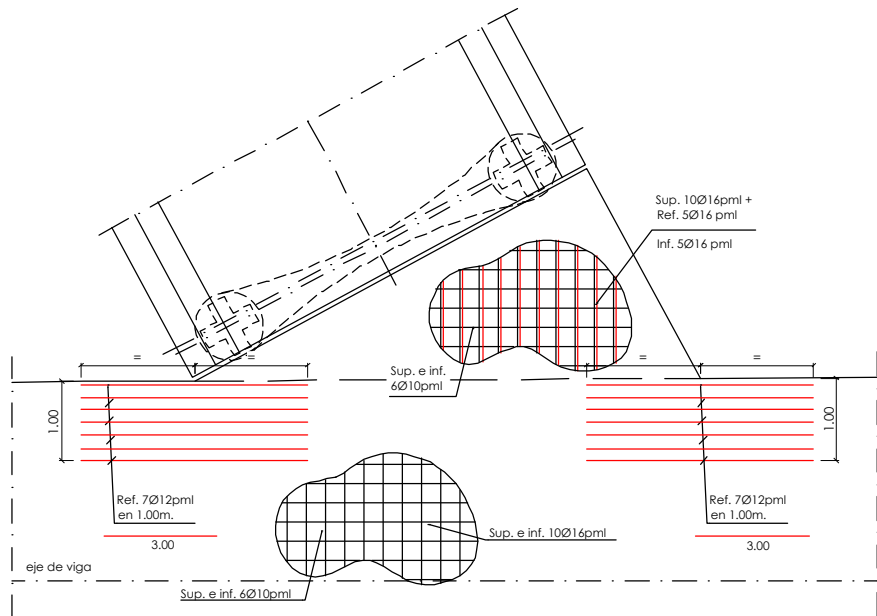 Sup. 10Ø16pml +
Ref. 5Ø16 pml
Inf. 5Ø16 pml
Sup. e inf.
6Ø10pml
=
=
=
=
1.00
1.00
Ref. 7Ø12pml
en 1.00m.
3.00
Ref. 7Ø12pml
en 1.00m.
3.00
Sup. e inf. 10Ø16pml
eje de viga
Sup. e inf. 6Ø10pml